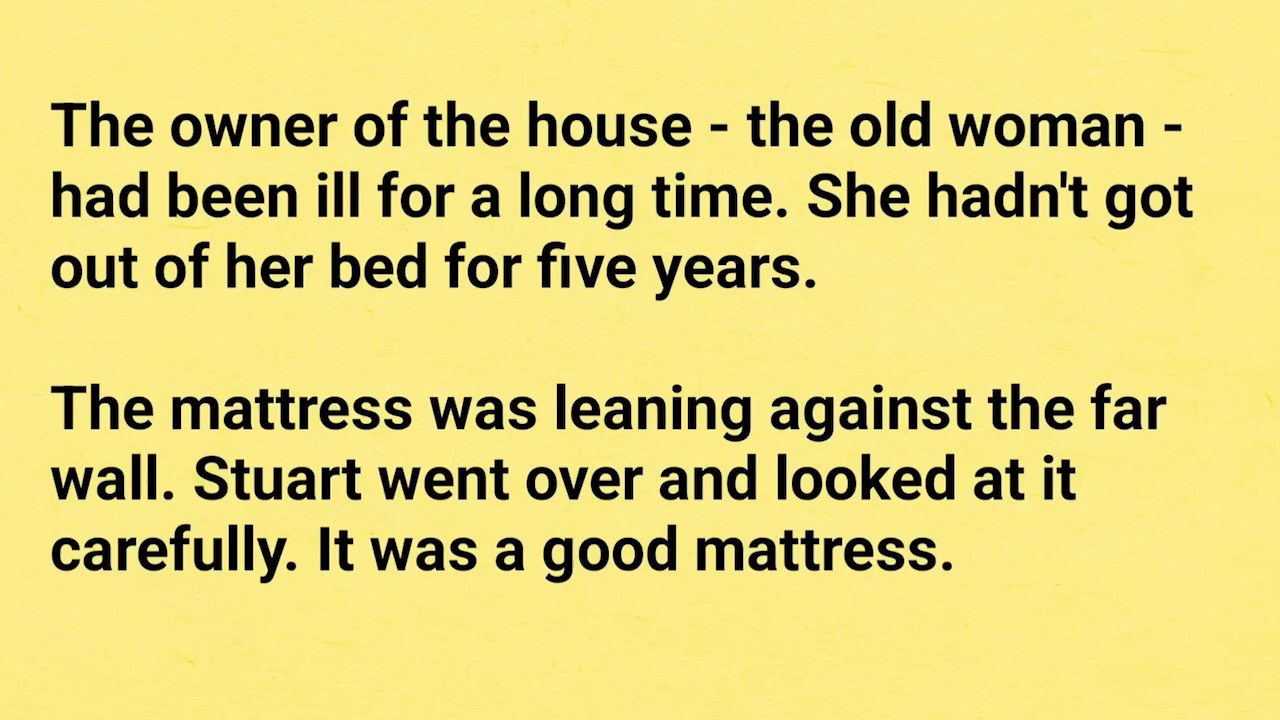 The owner of the house - the old woman -
had been ill for a long time. She hadn't got
out of her bed for five years.
The mattress was leaning against the far
wall. Stuart went over and looked at it
carefully. It was a good mattress.